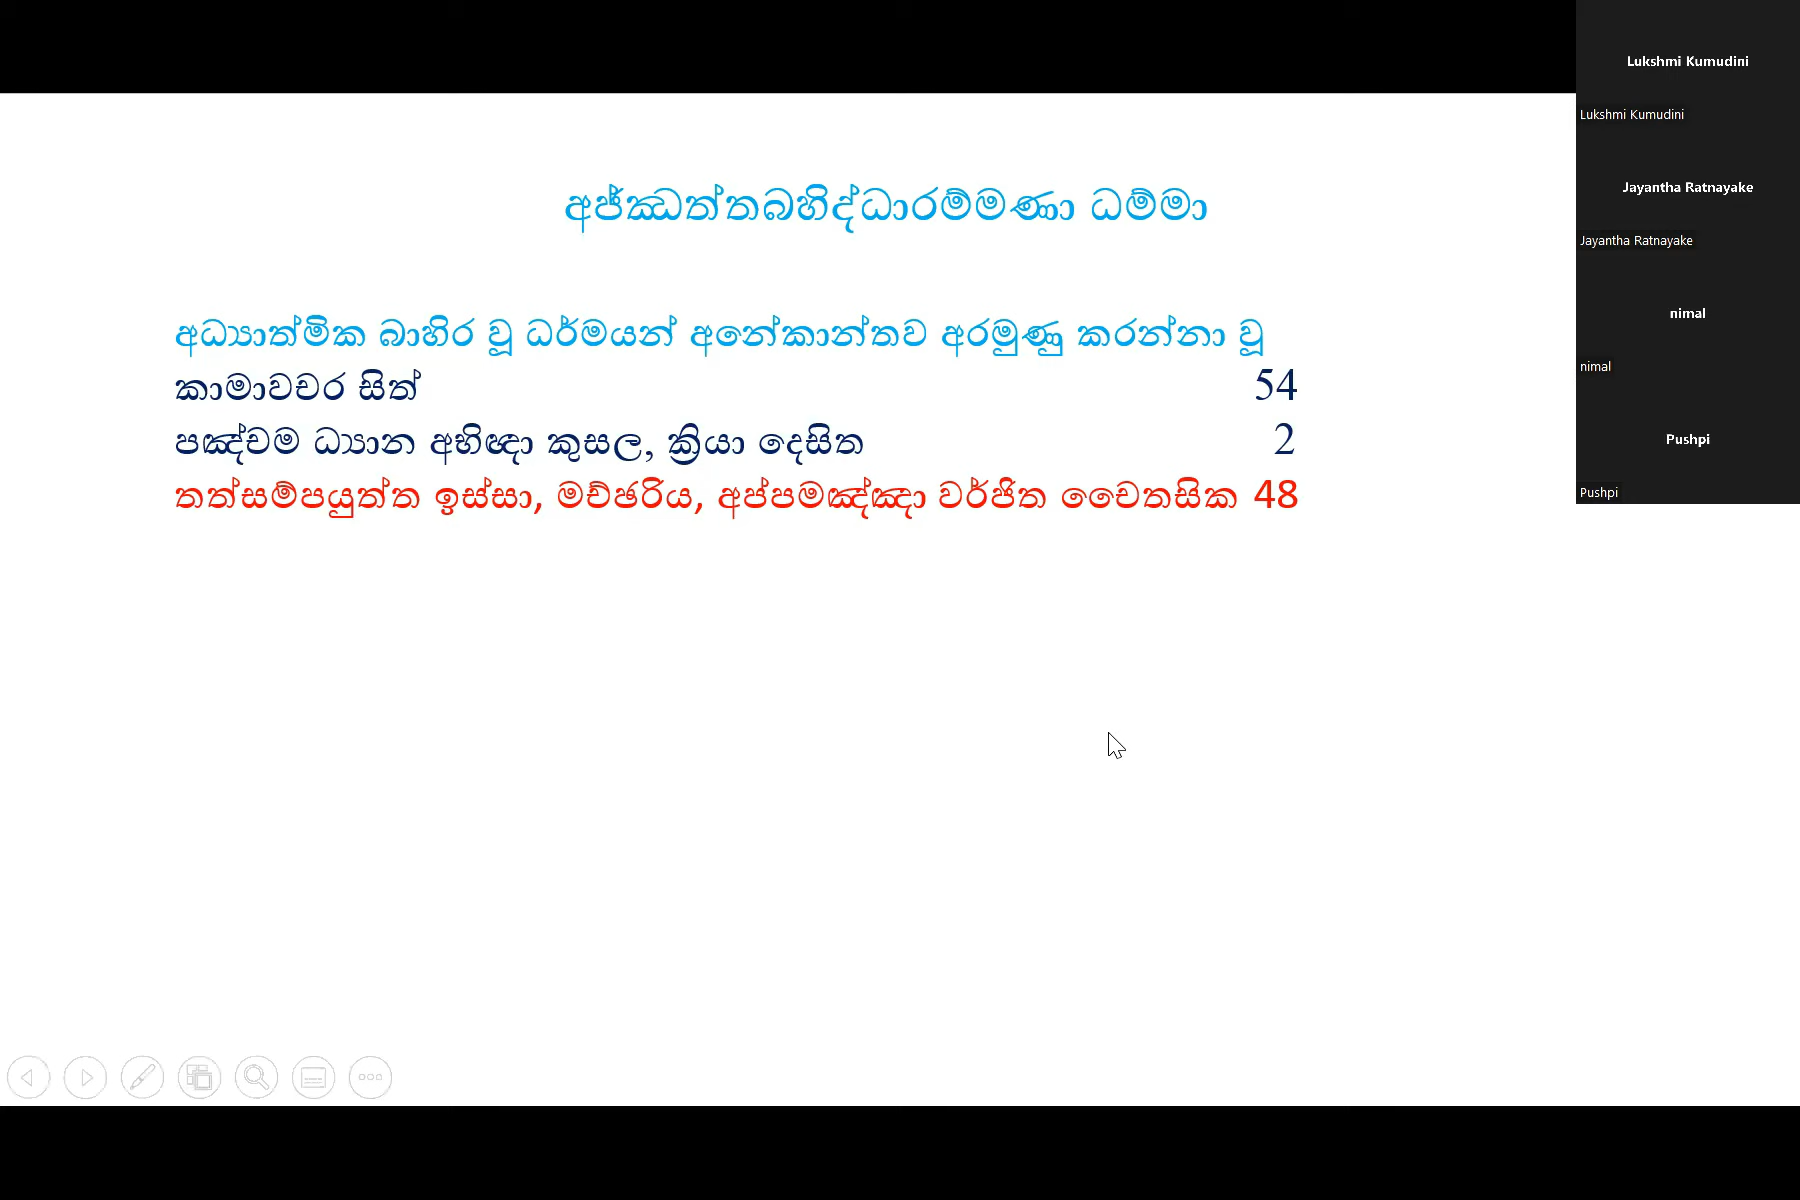 අජ්ඣත්තබහිද්ධාරම්මණා ධම්මා
අධ්‍යාත්මික බාහිර වූ ධර්මයන් අනේකාන්තව අරමුණු කරන්නා වූ
කාමාවචර සිත් 54
පඤ්චම ධ්‍යාන අභිඥා කුසල, ක්‍රියා දෙසිත 2
තත්සම්පයුත්ත ඉස්සා, මච්ඡරිය, අප්පමඤ්ඤා වර්ජිත චෛතසික 48
Lukshmi Kumudini
Lukshmi Kumudini
Jayantha Ratnayake
Jayantha Ratnayake
nimal
nimal
Pushpi
Pushpi